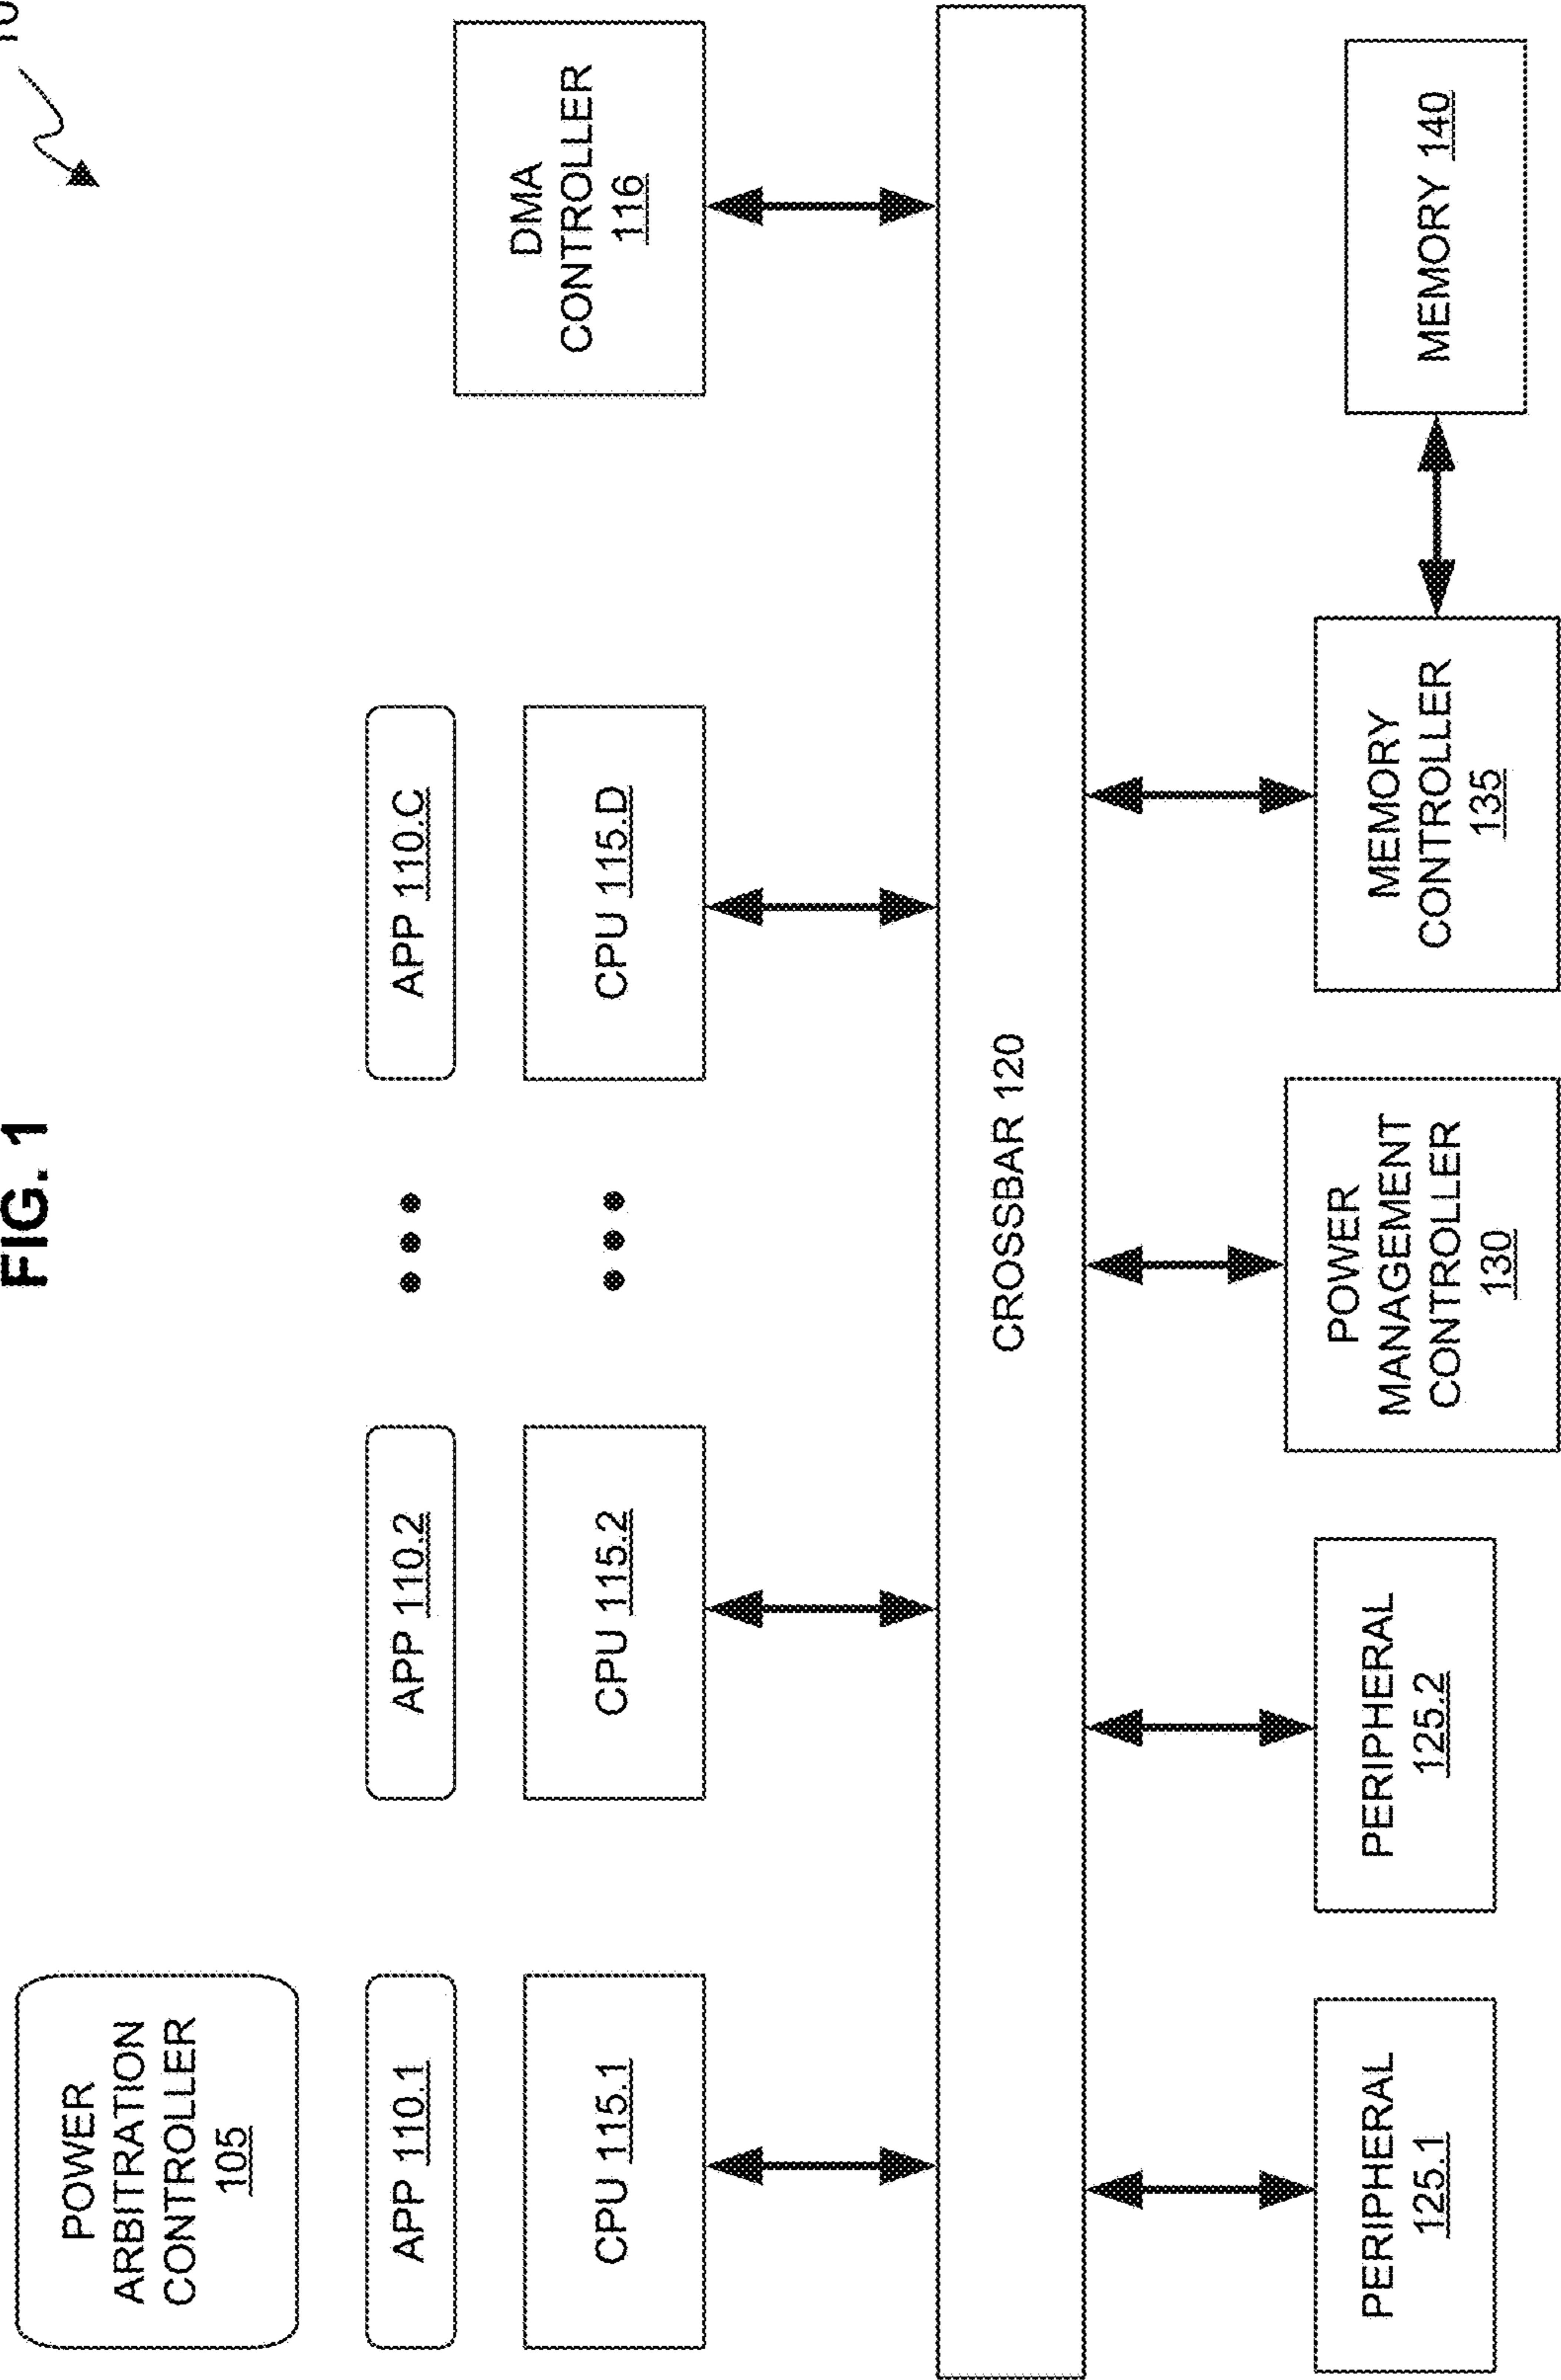 FIG. 1
POWER
ARBITRATION
CONTROLLER
105
APP 110.1
APP 110.2
APP 110.C
CPU 115.1
CPU 115.2
CPU 115.D
DMA
CONTROLLER
116
CROSSBAR 120
PERIPHERAL
125.1
PERIPHERAL
125.2
POWER
MANAGEMENT
CONTROLLER
130
MEMORY
CONTROLLER
135
MEMORY 140